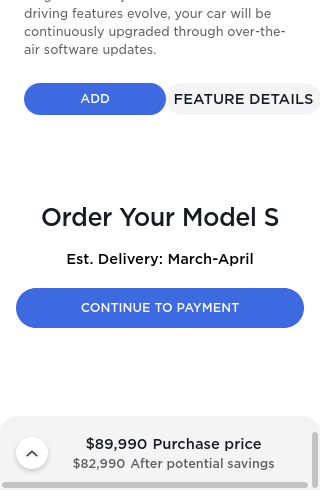 driving features evolve, your car will be
continuously upgraded through over-the-
air software updates.
ADD
FEATURE DETAILS
Order Your Model S
Est. Delivery: March-April
CONTINUE TO PAYMENT
$89,990 Purchase price
$82,990 After potential savings